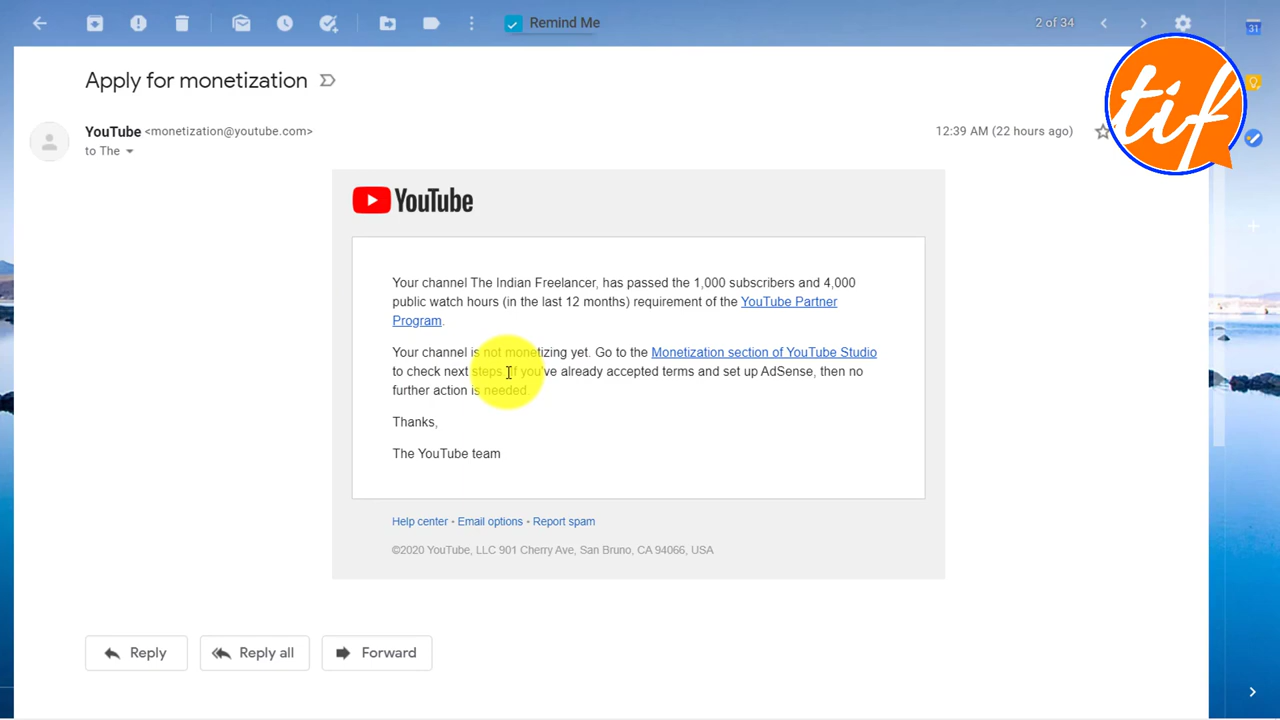 Remind Me
2 of 34
31
Apply for monetization
tif
YouTube <monetization@youtube.com>
12:39 AM (22 hours ago)
to The
YouTube
Your channel The Indian Freelancer, has passed the 1,000 subscribers and 4,000
public watch hours (in the last 12 months) requirement of the YouTube Partner
Program.
Your channel is not monetizing yet. Go to the Monetization section of YouTube Studio
to check next steps. If you've already accepted terms and set up AdSense, then no
further action is needed.
Thanks,
The YouTube team
Help center • Email options • Report spam
©2020 YouTube, LLC 901 Cherry Ave, San Bruno, CA 94066, USA
Reply
Reply all
Forward